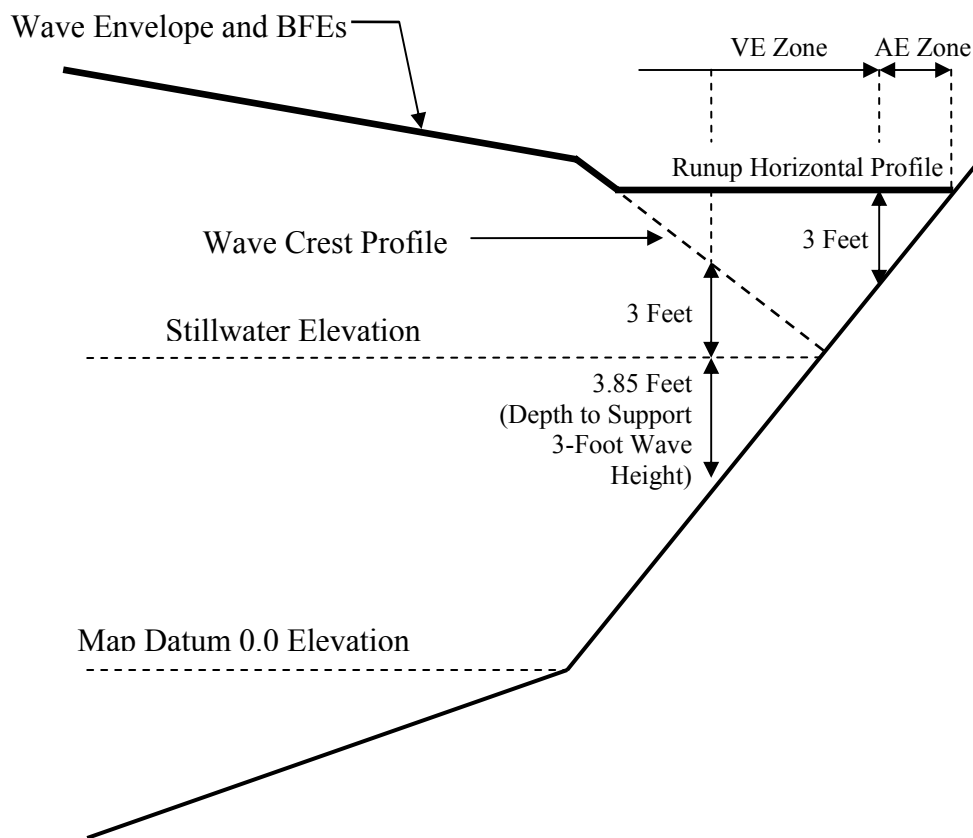 Wave Envelope and BFEs
VE Zone
AE Zone
Runup Horizontal Profile
Wave Crest Profile
3 Feet
3 Feet
Stillwater Elevation
3.85 Feet
(Depth to Support
3-Foot Wave
Height)
Map Datum 0.0 Elevation